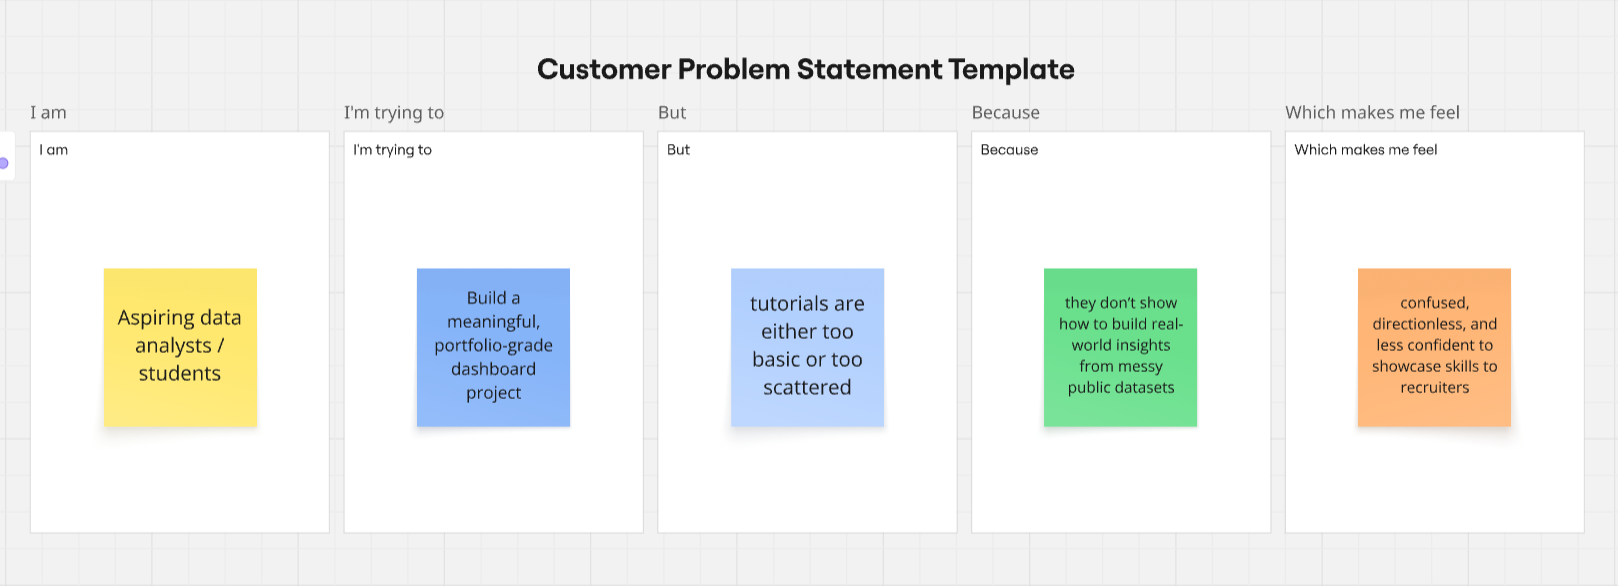 Customer Problem Statement Template
I am
I'm trying to
But
Because
Which makes me feel
I am
I'm trying to
But
Because
Which makes me feel
Aspiring data
analysts /
students
Build a
meaningful,
portfolio-grade
dashboard
project
tutorials are
either too
basic or too
scattered
they don’t show
how to build real-
world insights
from messy
public datasets
confused,
directionless, and
less confident to
showcase skills to
recruiters